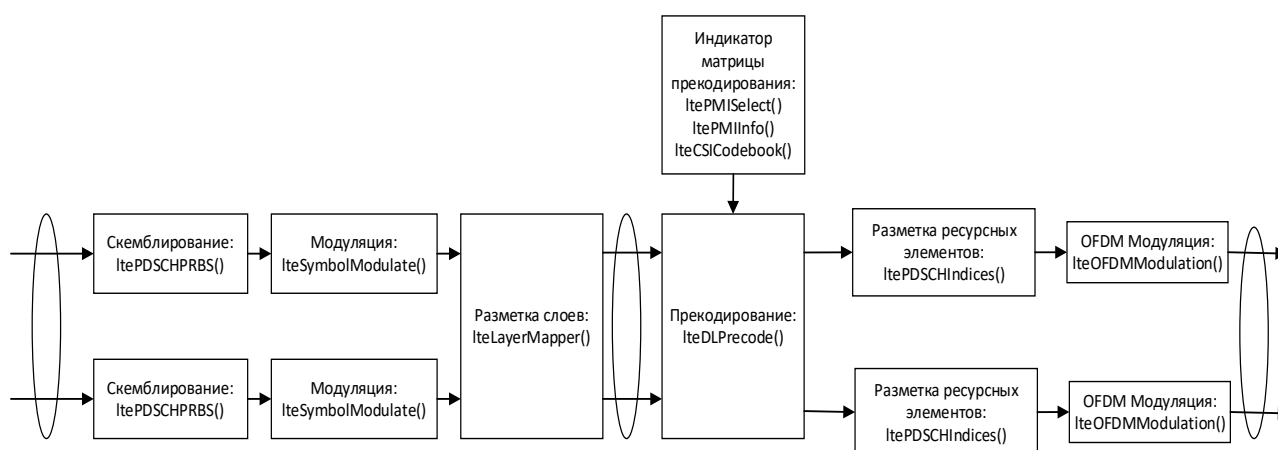 Индикатор
матрицы
прекодирования:
ltePMISelect()
ltePMIInfo()
lteCSICodebook()
Скемблирование:
ltePDSCHPRBS()
Модуляция:
lteSymbolModulate()
Разметка слоев:
lteLayerMapper()
Прекодирование:
lteDLPrecode()
Разметка ресурсных
элементов:
ltePDSCHIndices()
OFDM Модуляция:
lteOFDMModulation()
Скемблирование:
ltePDSCHPRBS()
Модуляция:
lteSymbolModulate()
Разметка ресурсных
элементов:
ltePDSCHIndices()
OFDM Модуляция:
lteOFDMModulation()